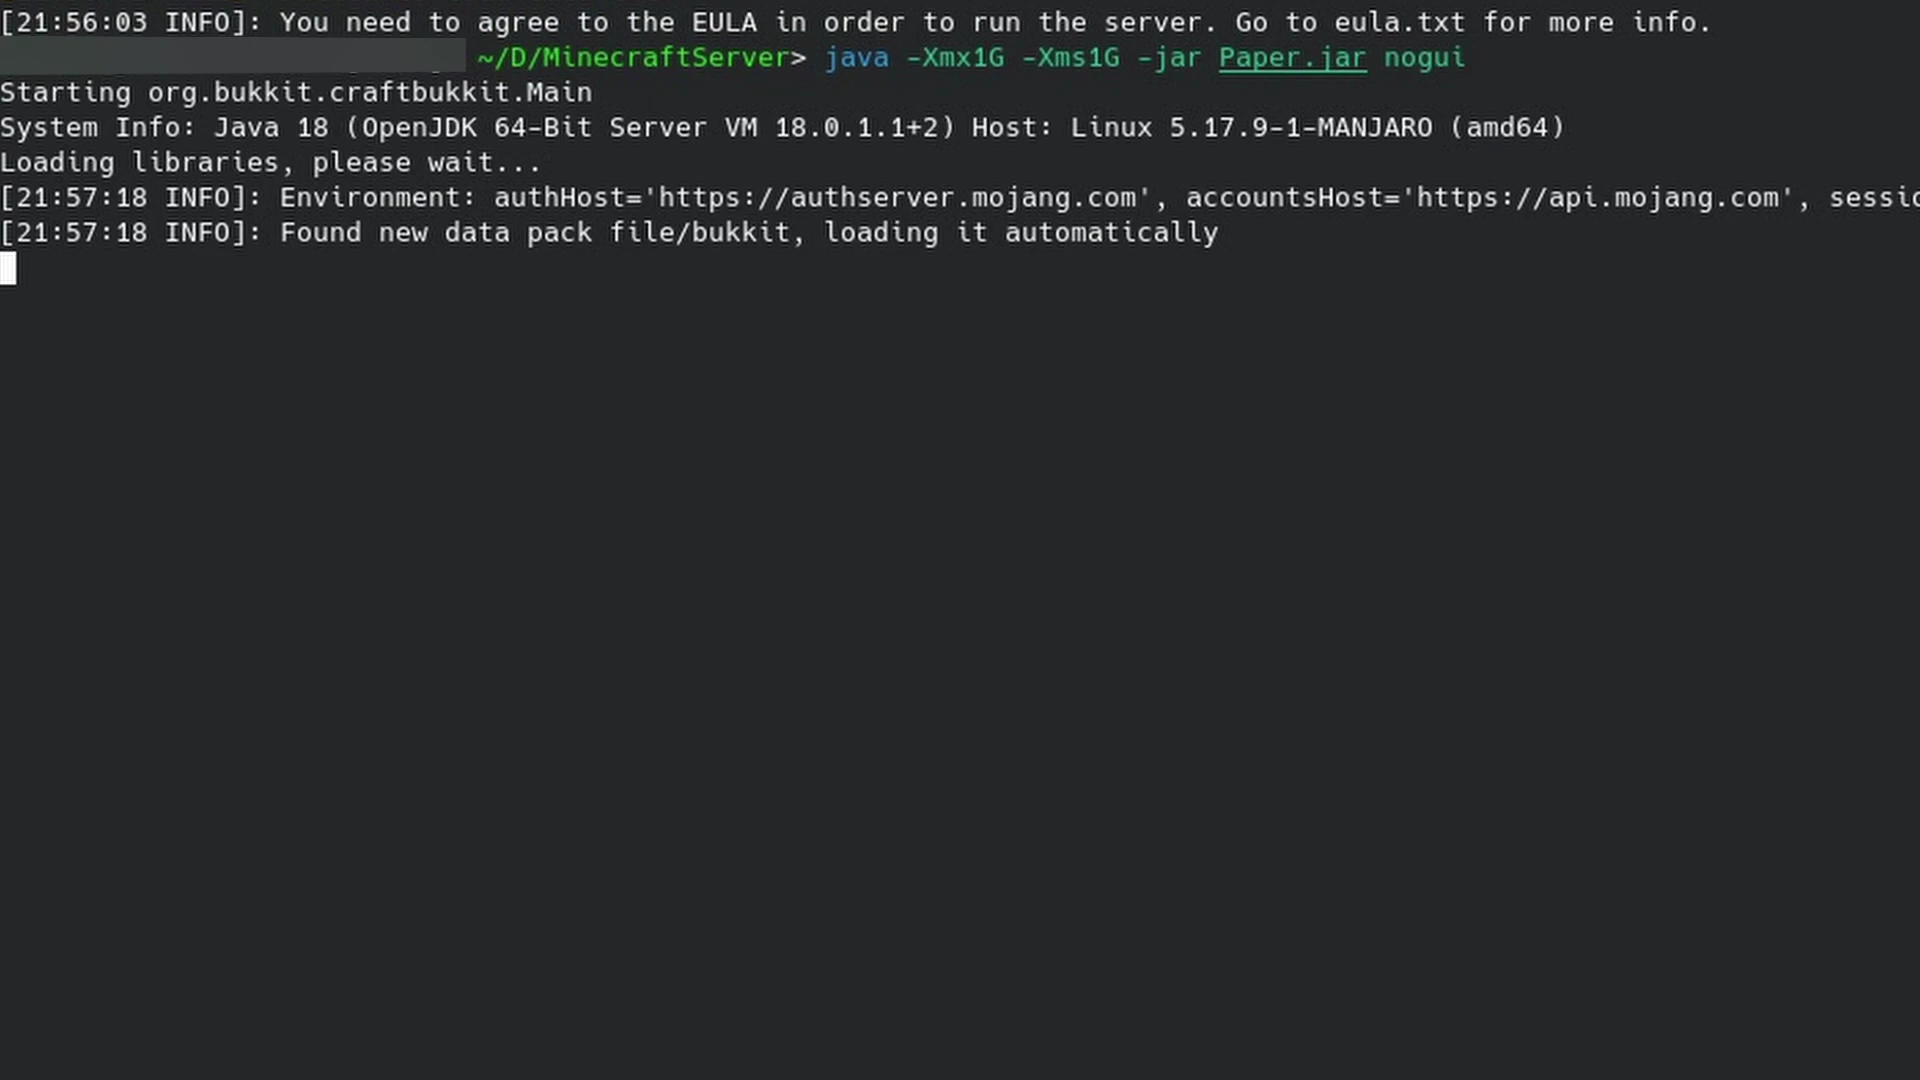 [21:56:03 INFO]: You need to agree to the EULA in order to run the server. Go to eula.txt for more info.
~/D/MinecraftServer> java -Xmx1G -Xms1G -jar Paper.jar nogui
Starting org.bukkit.craftbukkit.Main
System Info: Java 18 (OpenJDK 64-Bit Server VM 18.0.1.1+2) Host: Linux 5.17.9-1-MANJARO (amd64)
Loading libraries, please wait...
[21:57:18 INFO]: Environment: authHost='https://authserver.mojang.com', accountsHost='https://api.mojang.com', sessio
[21:57:18 INFO]: Found new data pack file/bukkit, loading it automatically